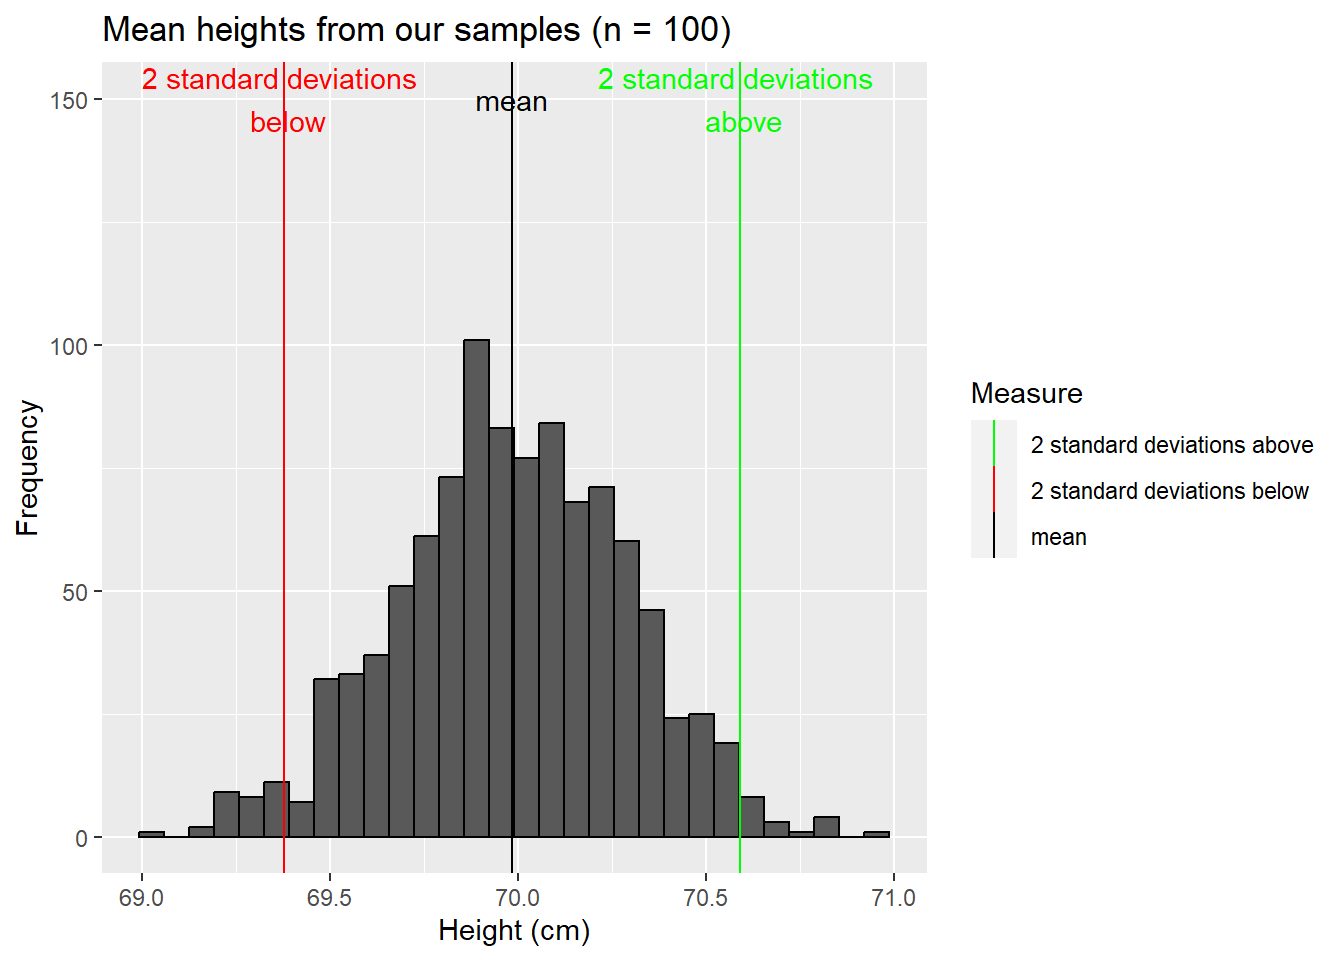 Mean heights from our samples (n = 100)
2 standard deviations
below
mean
2 standard deviations
above
150
100
50
0
Frequency
69.0
69.5
70.0
70.5
71.0
Height (cm)
Measure
2 standard deviations above
2 standard deviations below
mean